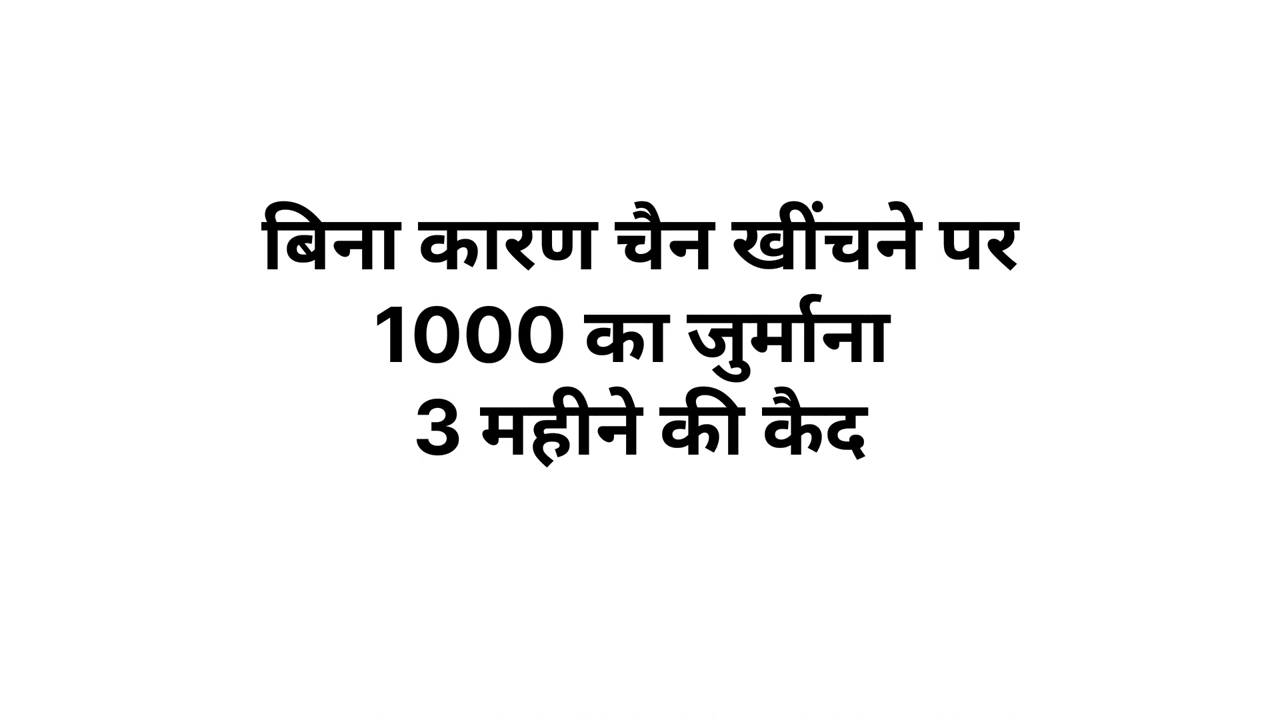 बिना कारण चैन खींचने पर
1000 का जुर्माना
3 महीने की कैद